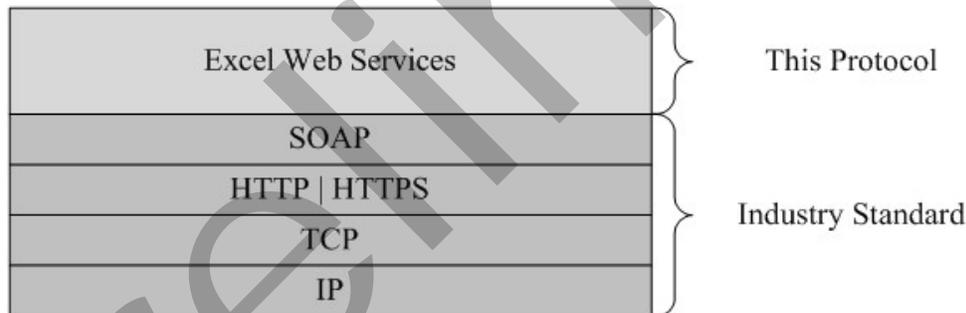 Excel Web Services
This Protocol
SOAP
HTTP | HTTPS
Industry Standard
TCP
IP